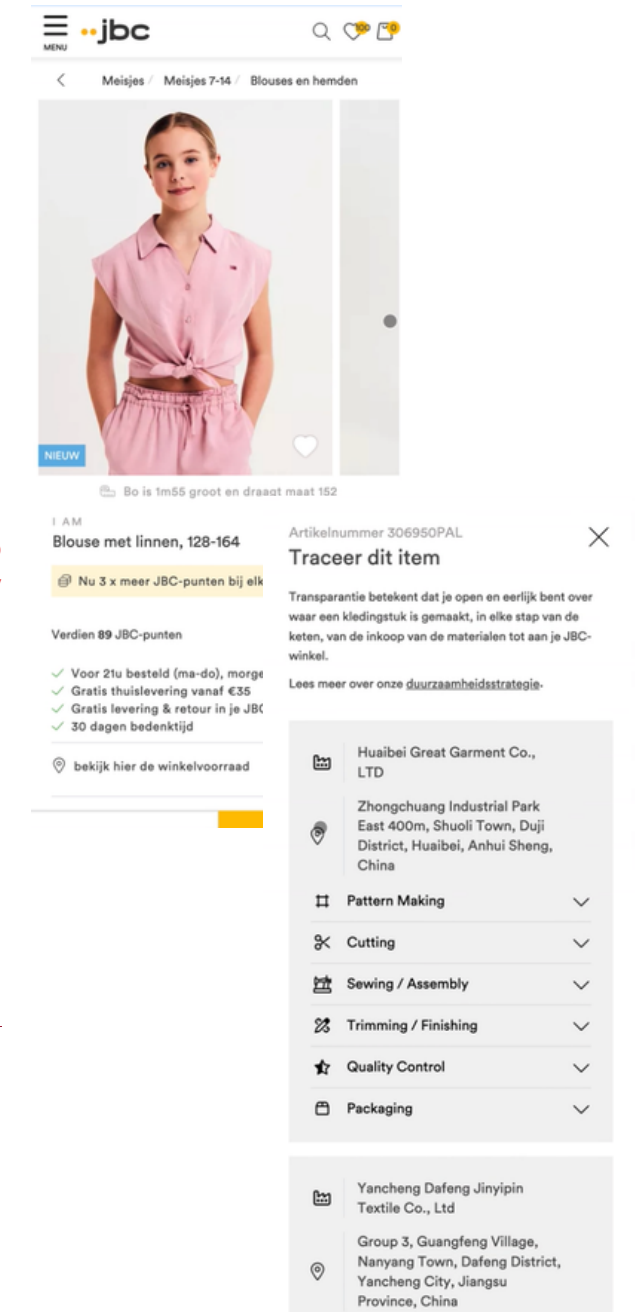 MENU
jbc
100
0
Meisjes / Meisjes 7-14 / Blouses en hemden
NIEUW
Bo is 1m55 groot en draagt maat 152
I AM
Blouse met linnen, 128-164
Nu 3 x meer JBC-punten bij elk
Verdien 89 JBC-punten
Voor 21u besteld (ma-do), morge
Gratis thuislevering vanaf €35
Gratis levering & retour in je JBC
30 dagen bedenktijd
bekijk hier de winkelvoorraad
Artikelnummer 306950PAL
Traceer dit item
Transparantie betekent dat je open en eerlijk bent over
waar een kledingstuk is gemaakt, in elke stap van de
keten, van de inkoop van de materialen tot aan je JBC-
winkel.
Lees meer over onze duurzaamheidsstrategie.
Huaibei Great Garment Co.,
LTD
Zhongchuang Industrial Park
East 400m, Shuoli Town, Duji
District, Huaibei, Anhui Sheng,
China
Pattern Making
Cutting
Sewing / Assembly
Trimming / Finishing
Quality Control
Packaging
Yancheng Dafeng Jinyipin
Textile Co., Ltd
Group 3, Guangfeng Village,
Nanyang Town, Dafeng District,
Yancheng City, Jiangsu
Province, China